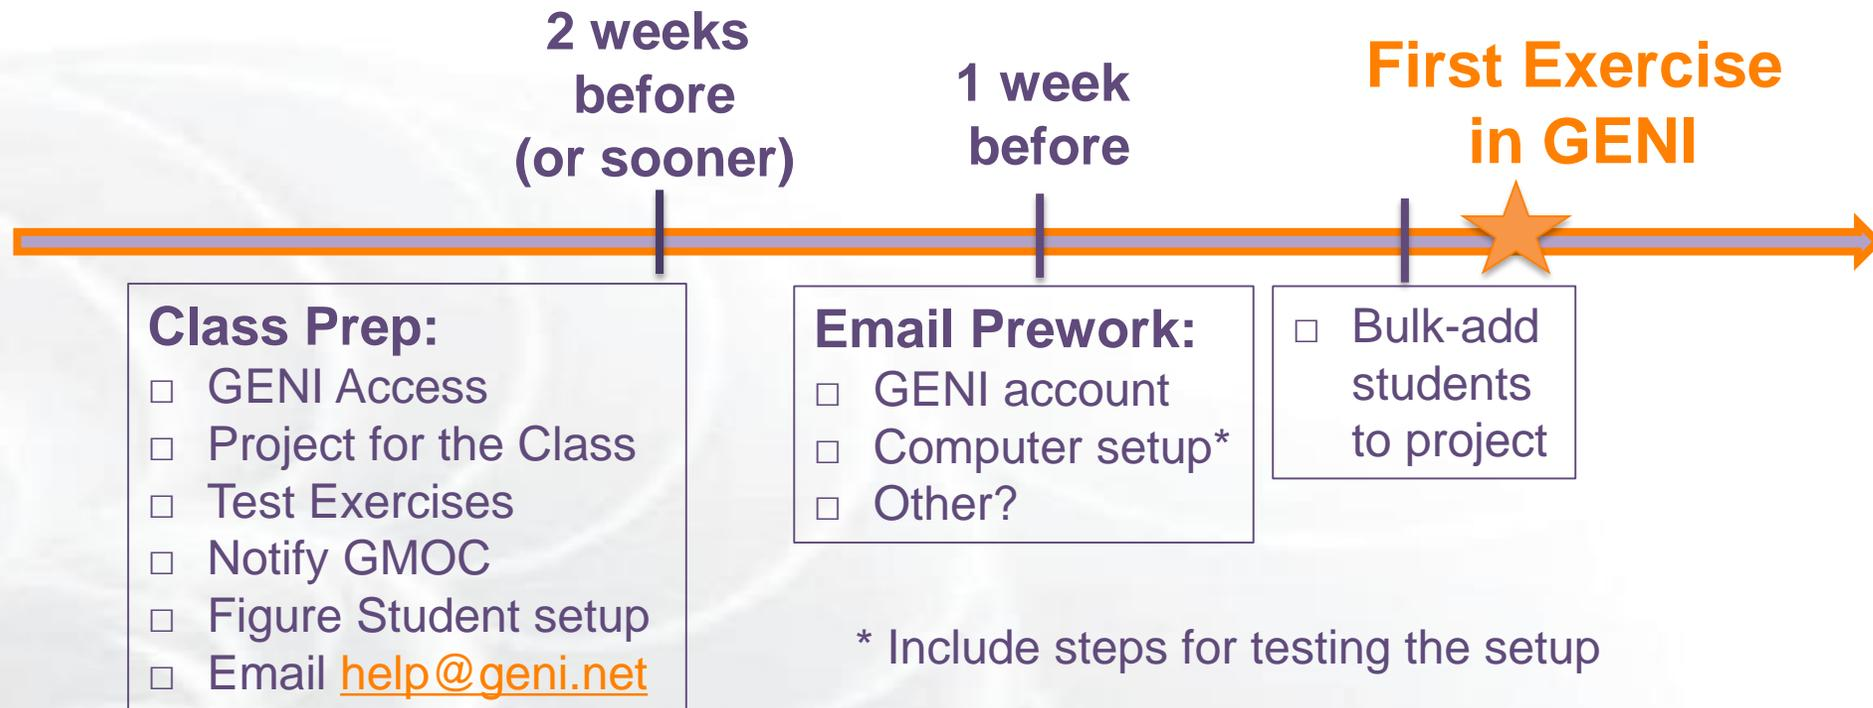 2 weeks
before
(or sooner)
1 week
before
First Exercise
in GENI
Class Prep:
□ GENI Access
□ Project for the Class
□ Test Exercises
□ Notify GMOC
□ Figure Student setup
□ Email help@geni.net
Email Prework:
□ GENI account
□ Computer setup*
□ Other?
□ Bulk-add
students
to project
* Include steps for testing the setup